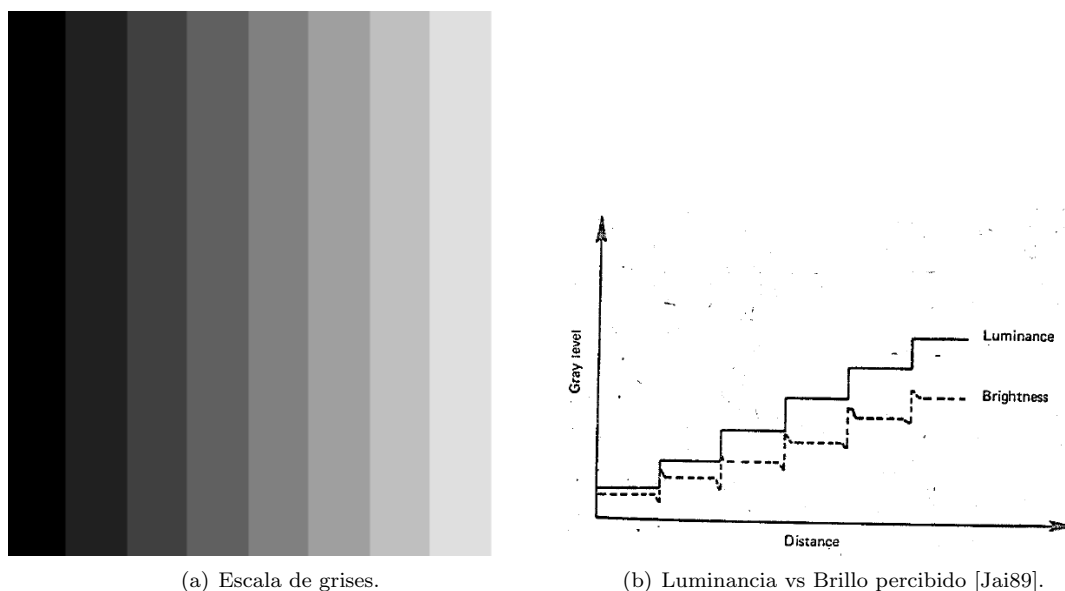 Gray level
Luminance
Brightness
Distance
(a) Escala de grises.
(b) Luminancia vs Brillo percibido [Jai89].